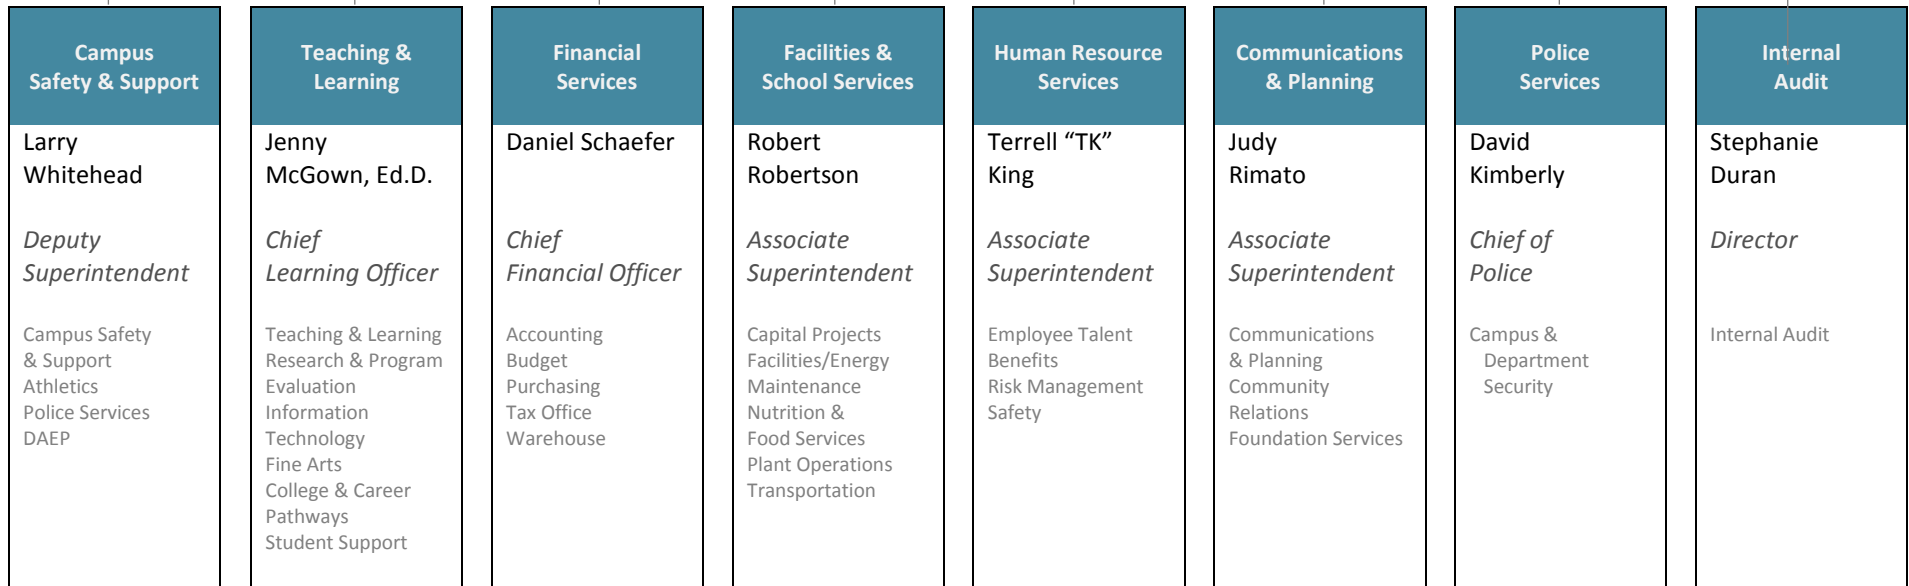 Campus
Safety & Support
Larry
Whitehead
Deputy
Superintendent
Campus Safety
& Support
Athletics
Police Services
DAEP
Teaching &
Learning
Jenny
McGown, Ed.D.
Chief
Learning Officer
Teaching & Learning
Research & Program
Evaluation
Information
Technology
Fine Arts
College & Career
Pathways
Student Support
Financial
Services
Daniel Schaefer
Chief
Financial Officer
Accounting
Budget
Purchasing
Tax Office
Warehouse
Facilities &
School Services
Robert
Robertson
Associate
Superintendent
Capital Projects
Facilities/Energy
Maintenance
Nutrition &
Food Services
Plant Operations
Transportation
Human Resource
Services
Terrell “TK”
King
Associate
Superintendent
Employee Talent
Benefits
Risk Management
Safety
Communications
& Planning
Judy
Rimato
Associate
Superintendent
Communications
& Planning
Community
Relations
Foundation Services
Police
Services
David
Kimberly
Chief of
Police
Campus &
Department
Security
Internal
Audit
Stephanie
Duran
Director
Internal Audit